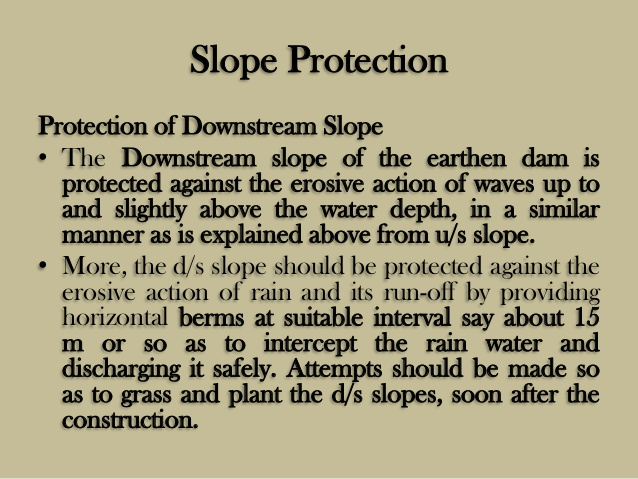 Slope Protection
Protection of Downstream Slope
• The Downstream slope of the earthen dam is
protected against the erosive action of waves up to
and slightly above the water depth, in a similar
manner as is explained above from u/s slope.
• More, the d/s slope should be protected against the
erosive action of rain and its run-off by providing
horizontal berms at suitable interval say about 15
m or so as to intercept the rain water and
discharging it safely. Attempts should be made so
as to grass and plant the d/s slopes, soon after the
construction.